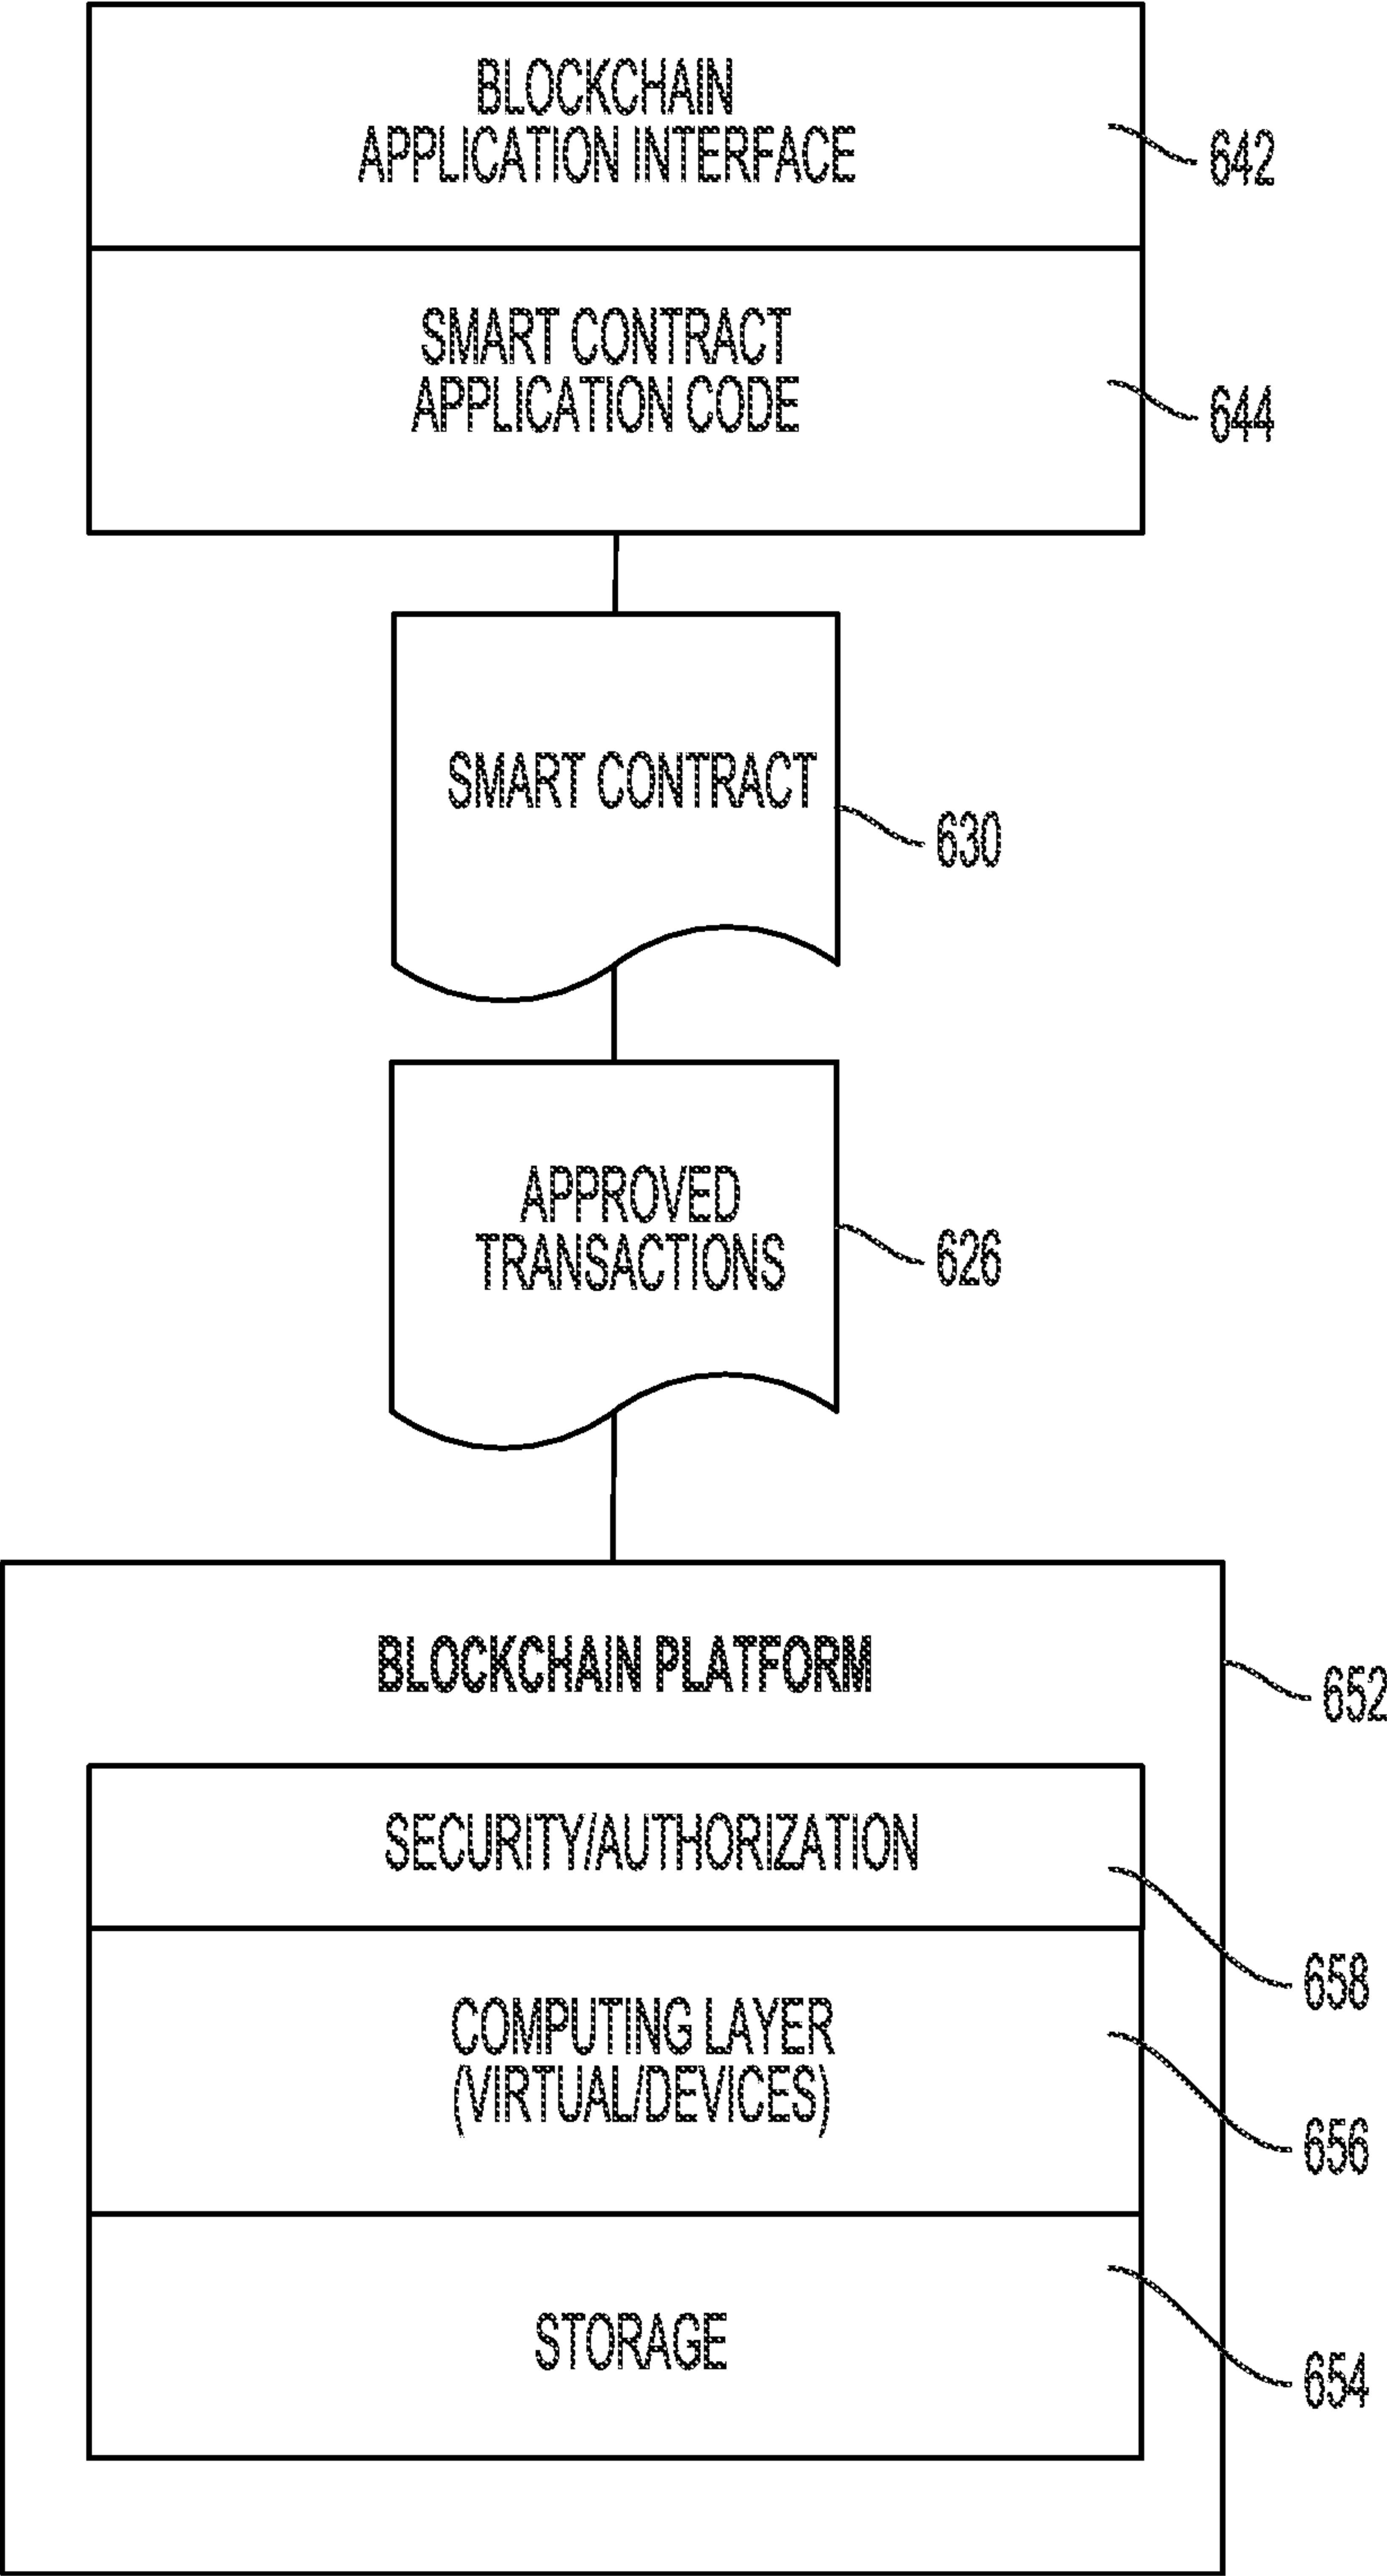 BLOCKCHAIN
APPLICATION INTERFACE
642
SMART CONTRACT
APPLICATION CODE
644
SMART CONTRACT
630
APPROVED
TRANSACTIONS
626
BLOCKCHAIN PLATFORM
652
SECURITY/AUTHORIZATION
658
COMPUTING LAYER
(VIRTUAL/DEVICES)
656
STORAGE
654